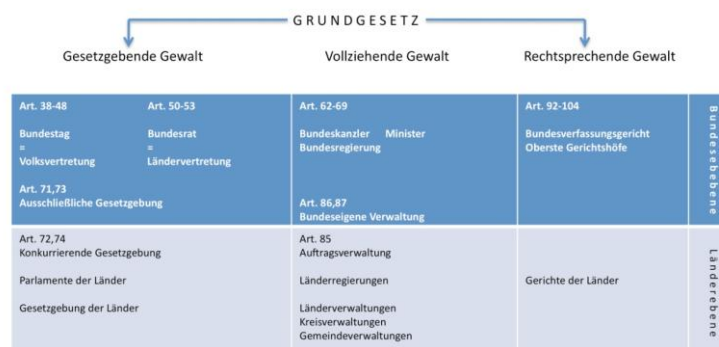 GRUNDGESETZ
Gesetzgebende Gewalt
Vollziehende Gewalt
Rechtsprechende Gewalt
Art. 38-48
Bundestag
=
Volksvertretung
Art. 50-53
Bundesrat
=
Ländervertretung
Art. 71,73
Ausschließliche Gesetzgebung
Art. 62-69
Bundeskanzler Minister
Bundesregierung
Art. 86,87
Bundeseigene Verwaltung
Art. 92-104
Bundesverfassungsgericht
Oberste Gerichtshöfe
Bundesebebene
Art. 72,74
Konkurrierende Gesetzgebung
Parlamente der Länder
Gesetzgebung der Länder
Art. 85
Auftragsverwaltung
Länderregierungen
Länderverwaltungen
Kreisverwaltungen
Gemeindeverwaltungen
Gerichte der Länder
Länderebene